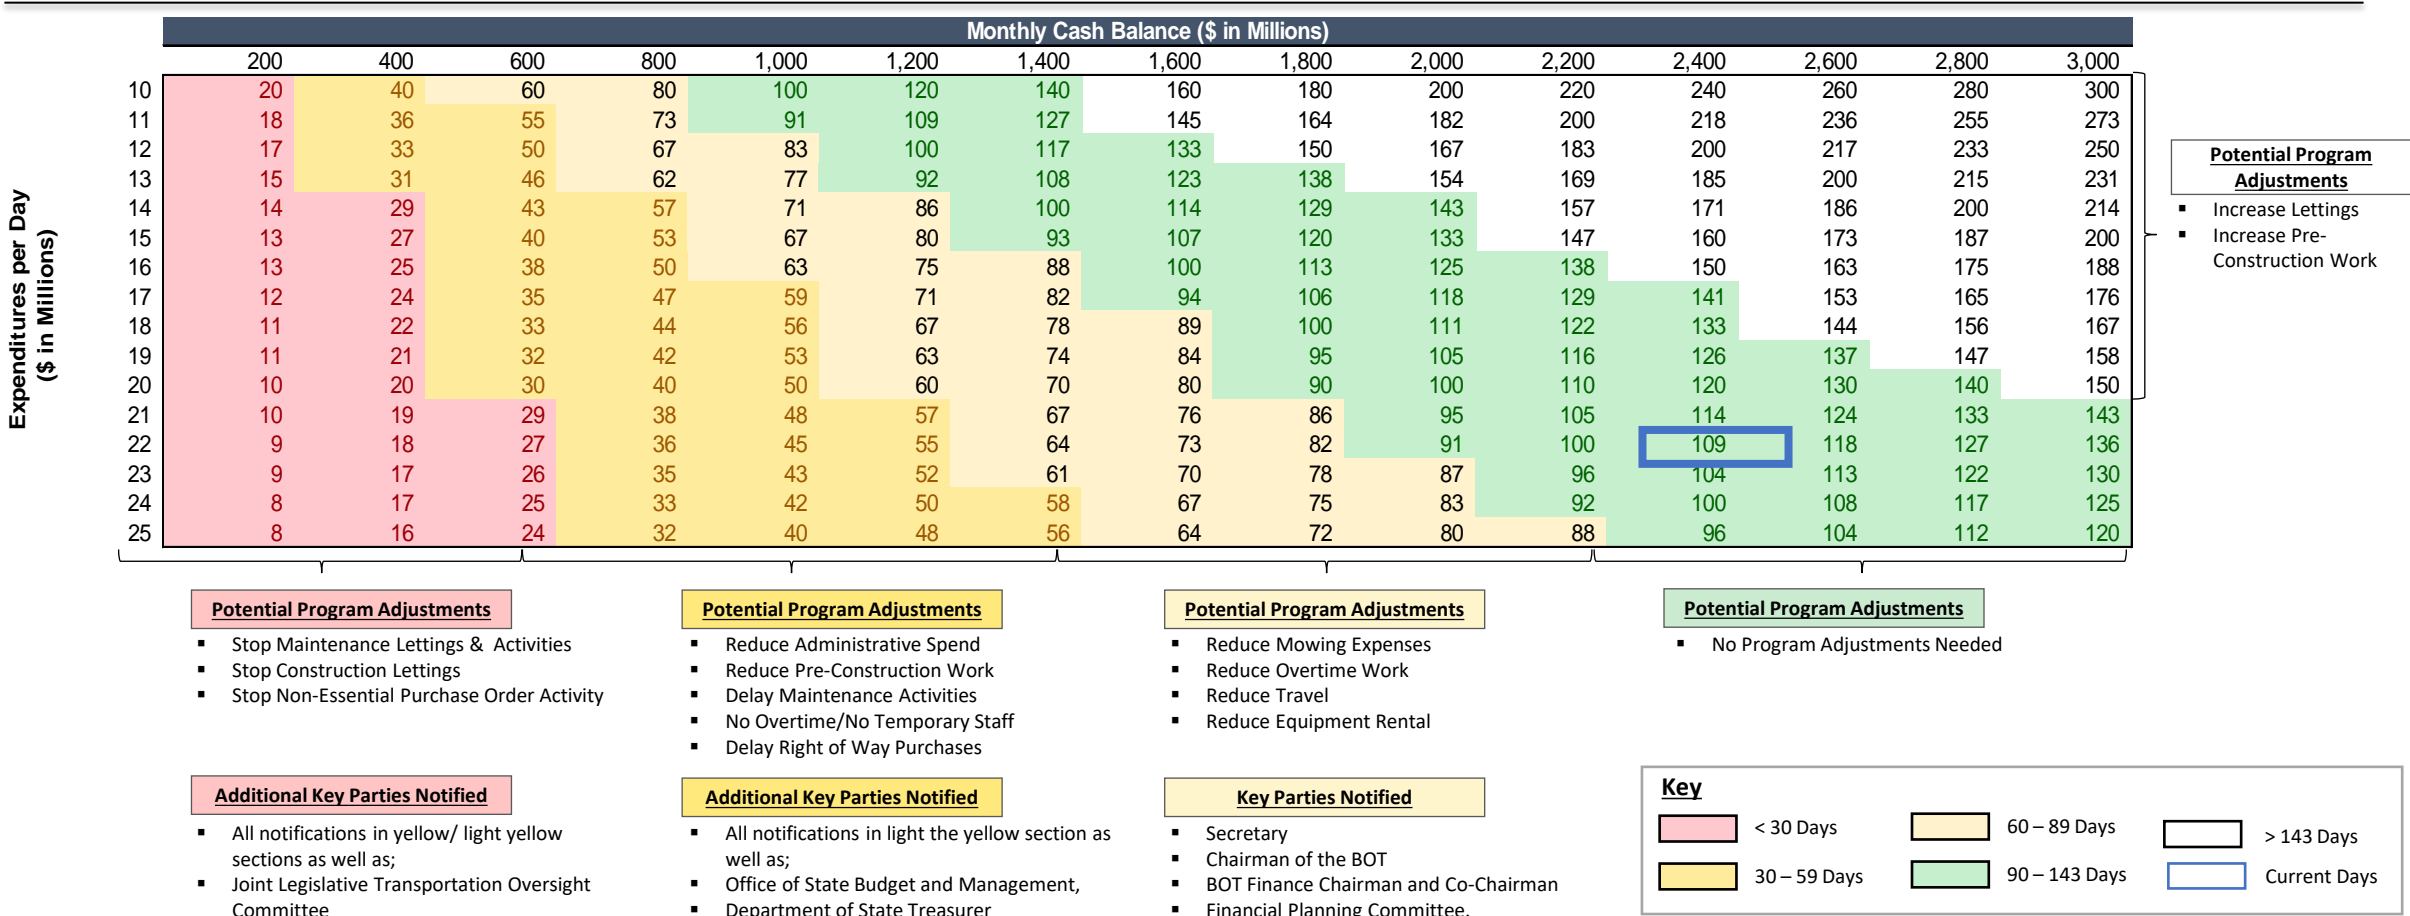 Monthly Cash Balance ($ in Millions)
200 400 600 800 1,000 1,200 1,400 1,600 1,800 2,000 2,200 2,400 2,600 2,800 3,000
Expenditures per Day
($ in Millions)
10 20 40 60 80 100 120 140 160 180 200 220 240 260 280 300
11 18 36 55 73 91 109 127 145 164 182 200 218 236 255 273
12 17 33 50 67 83 100 117 133 150 167 183 200 217 233 250
13 15 31 46 62 77 92 108 123 138 154 169 185 200 215 231
14 14 29 43 57 71 86 100 114 129 143 157 171 186 200 214
15 13 27 40 53 67 80 93 107 120 133 147 160 173 187 200
16 13 25 38 50 63 75 88 100 113 125 138 150 163 175 188
17 12 24 35 47 59 71 82 94 106 118 129 141 153 165 176
18 11 22 33 44 56 67 78 89 100 111 122 133 144 156 167
19 11 21 32 42 53 63 74 84 95 105 116 126 137 147 158
20 10 20 30 40 50 60 70 80 90 100 110 120 130 140 150
21 10 19 29 38 48 57 67 76 86 95 105 114 124 133 143
22 9 18 27 36 45 55 64 73 82 91 100 109 118 127 136
23 9 17 26 35 43 52 61 70 78 87 96 104 113 122 130
24 8 17 25 33 42 50 58 67 75 83 92 100 108 117 125
25 8 16 24 32 40 48 56 64 72 80 88 96 104 112 120
Potential Program
Adjustments
▪ Increase Lettings
▪ Increase Pre-
Construction Work
Potential Program Adjustments
▪ Stop Maintenance Lettings & Activities
▪ Stop Construction Lettings
▪ Stop Non-Essential Purchase Order Activity
Potential Program Adjustments
▪ Reduce Administrative Spend
▪ Reduce Pre-Construction Work
▪ Delay Maintenance Activities
▪ No Overtime/No Temporary Staff
▪ Delay Right of Way Purchases
Potential Program Adjustments
▪ Reduce Mowing Expenses
▪ Reduce Overtime Work
▪ Reduce Travel
▪ Reduce Equipment Rental
Potential Program Adjustments
▪ No Program Adjustments Needed
Additional Key Parties Notified
▪ All notifications in yellow/ light yellow
sections as well as;
▪ Joint Legislative Transportation Oversight
Committee
Additional Key Parties Notified
▪ All notifications in light the yellow section as
well as;
▪ Office of State Budget and Management,
▪ Department of State Treasurer
Key Parties Notified
▪ Secretary
▪ Chairman of the BOT
▪ BOT Finance Chairman and Co-Chairman
▪ Financial Planning Committee,
Key
< 30 Days
60 – 89 Days
> 143 Days
30 – 59 Days
90 – 143 Days
Current Days